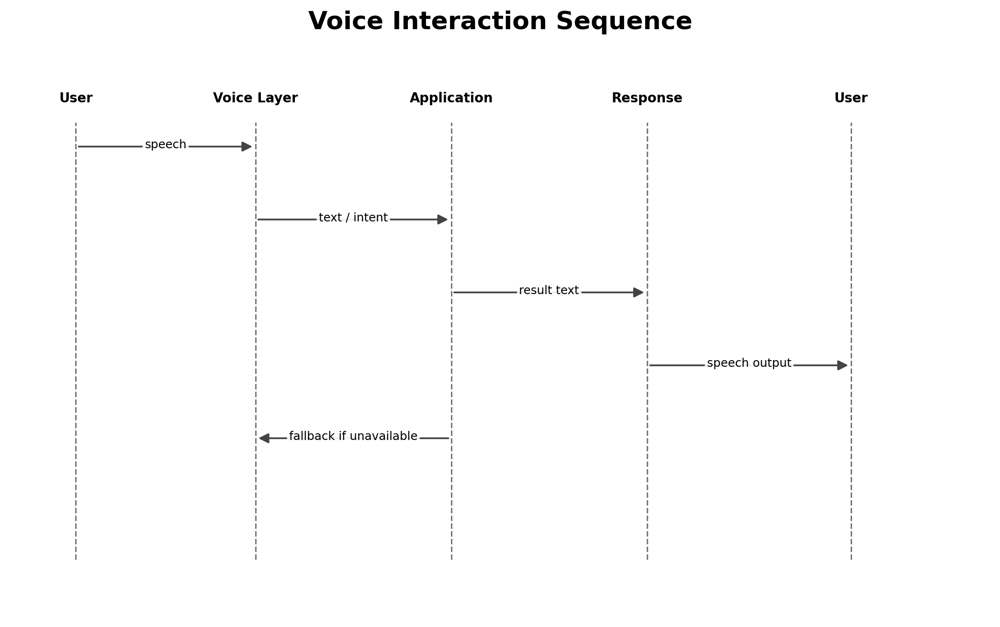 Voice Interaction Sequence
User
Voice Layer
Application
Response
User
speech
text / intent
result text
speech output
fallback if unavailable